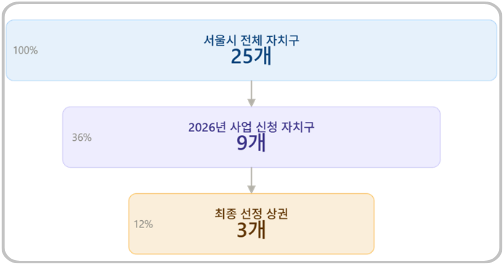 서울시 전체 자치구
100%
25개
2026년 사업 신청 자치구
36%
9개
최종 선정 상권
12%
3개